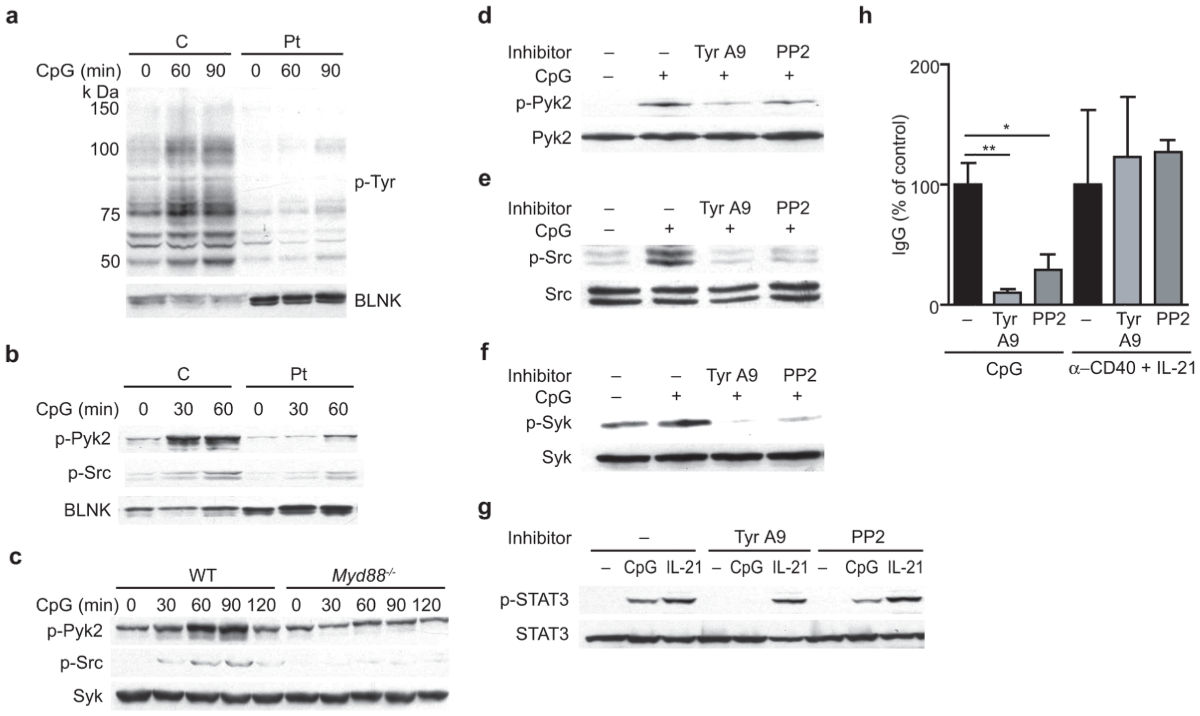 a
C Pt
CpG (min) 0 60 90 0 60 90
k Da
150
100
p-Tyr
75
50
BLNK
b
C Pt
CpG (min) 0 30 60 0 30 60
p-Pyk2
p-Src
BLNK
c
WT Myd88-/-
CpG (min) 0 30 60 90 120 0 30 60 90 120
p-Pyk2
p-Src
Syk
d
Inhibitor – – Tyr A9 PP2
CpG – + + +
p-Pyk2
Pyk2
e
Inhibitor – – Tyr A9 PP2
CpG – + + +
p-Src
Src
f
Inhibitor – – Tyr A9 PP2
CpG – + + +
p-Syk
Syk
g
Inhibitor – Tyr A9 PP2
– CpG IL-21 – CpG IL-21 – CpG IL-21
p-STAT3
STAT3
h
IgG (% of control)
200
100
0
*
**
– Tyr A9 PP2 – Tyr A9 PP2
CpG α–CD40 + IL-21